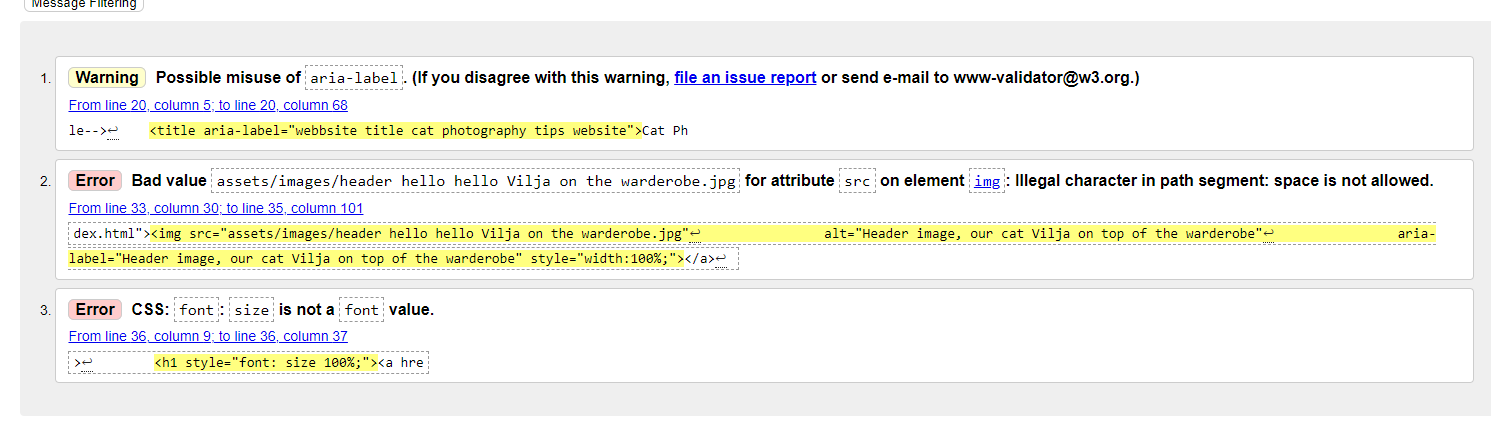 Message Filtering
1. Warning Possible misuse of aria-label. (If you disagree with this warning, file an issue report or send e-mail to www-validator@w3.org.)
From line 20, column 5; to line 20, column 68
le-->↩ <title aria-label="webbsite title cat photography tips website">Cat Ph
2. Error Bad value assets/images/header hello hello Vilja on the warderobe.jpg for attribute src on element img: Illegal character in path segment: space is not allowed.
From line 33, column 30; to line 35, column 101
dex.html"><img src="assets/images/header hello hello Vilja on the warderobe.jpg"↩ alt="Header image, our cat Vilja on top of the warderobe"↩ aria-
label="Header image, our cat Vilja on top of the warderobe" style="width:100%;"></a>↩
3. Error CSS: font: size is not a font value.
From line 36, column 9; to line 36, column 37
>↩ <h1 style="font: size 100%;"><a hre